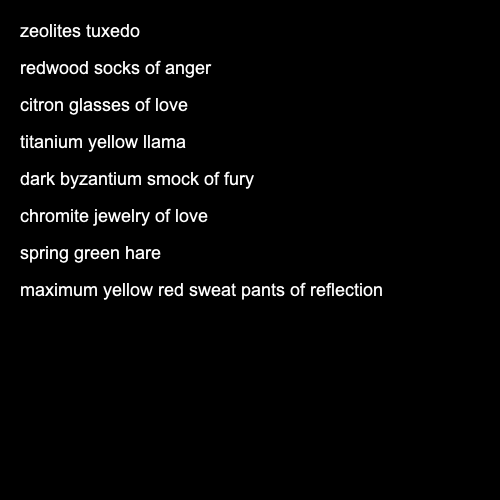 zeolites tuxedo
redwood socks of anger
citron glasses of love
titanium yellow llama
dark byzantium smock of fury
chromite jewelry of love
spring green hare
maximum yellow red sweat pants of reflection